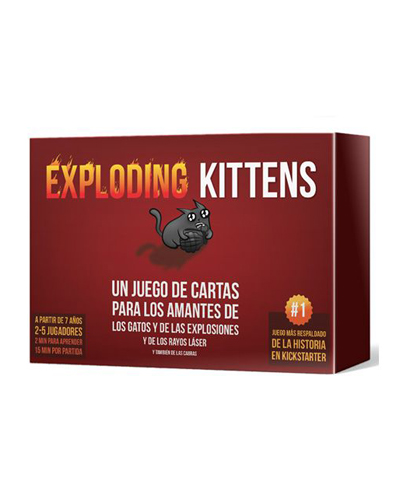 EXPLODING KITTENS
UN JUEGO DE CARTAS
PARA LOS AMANTES DE
LOS GATOS Y DE LAS EXPLOSIONES
Y DE LOS RAYOS LÁSER
Y TAMBIÉN DE LAS CABRAS
A PARTIR DE 7 AÑOS
2-5 JUGADORES
2 MIN PARA APRENDER
15 MIN POR PARTIDA
#1
JUEGO MÁS RESPALDADO
DE LA HISTORIA
EN KICKSTARTER